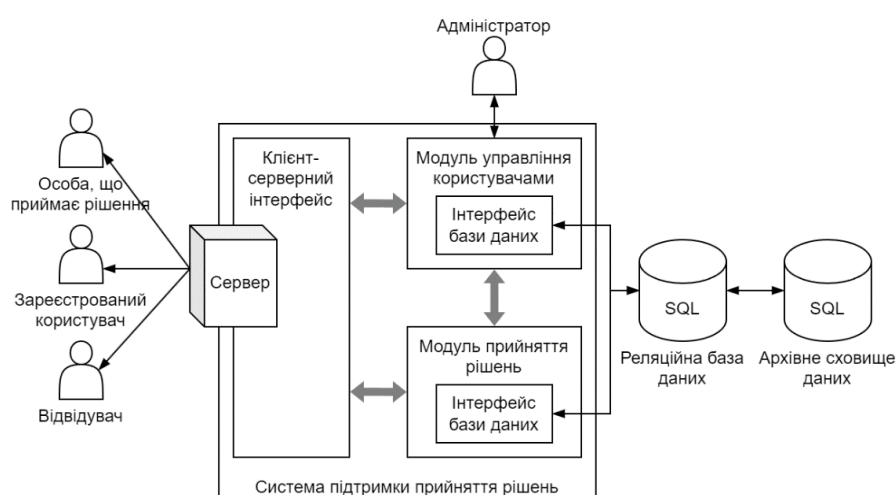 Адміністратор
Особа, що
приймає рішення
Зареєстрований
користувач
Відвідувач
Сервер
Клієнт-
серверний
інтерфейс
Модуль управління
користувачами
Інтерфейс
бази даних
Модуль прийняття
рішень
Інтерфейс
бази даних
SQL
Реляційна база
даних
SQL
Архівне сховище
даних
Система підтримки прийняття рішень